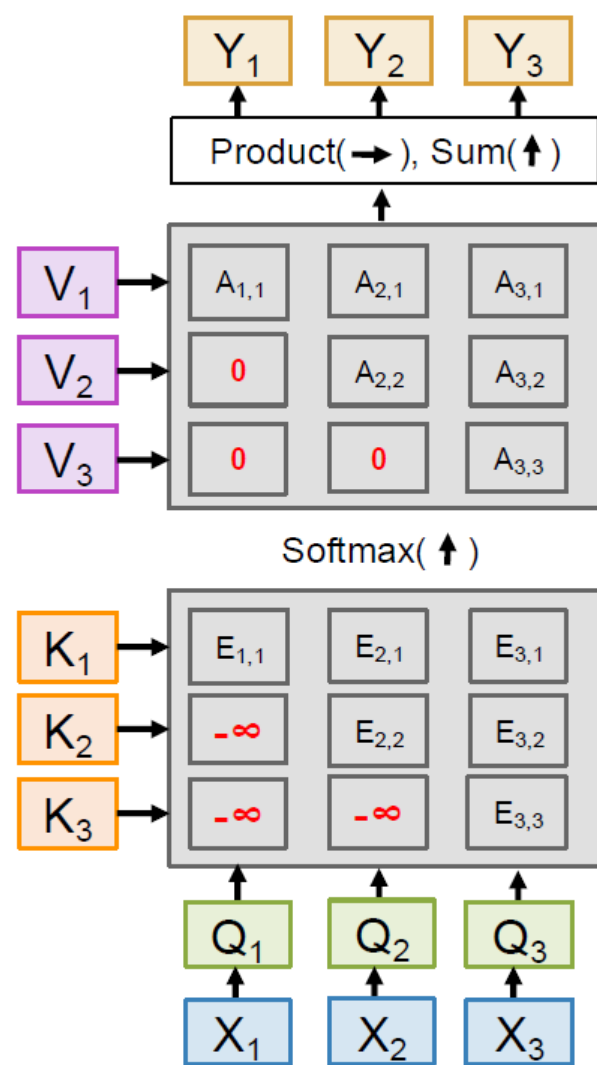 Y1 Y2 Y3
Product(→), Sum(↑)
V1 A1,1 A2,1 A3,1
V2 0 A2,2 A3,2
V3 0 0 A3,3
Softmax(↑)
K1 E1,1 E2,1 E3,1
K2 -∞ E2,2 E3,2
K3 -∞ -∞ E3,3
Q1 Q2 Q3
X1 X2 X3